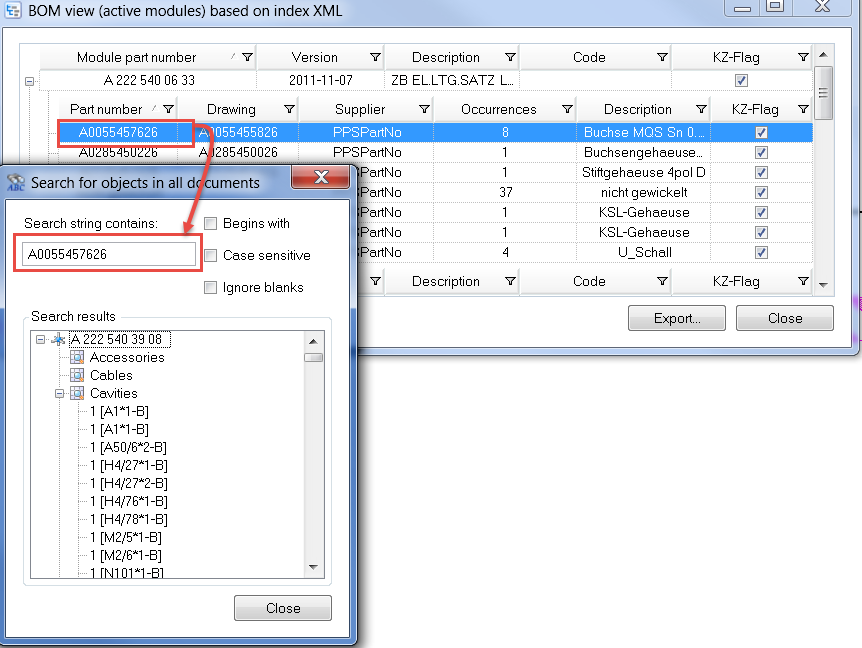 BOM view (active modules) based on index XML
Module part number Version Description Code KZ-Flag
A 222 540 06 33 2011-11-07 ZB EL.LTG.SATZ L...
Part number Drawing Supplier Occurrences Description KZ-Flag
A0055457626 A0055455826 PPSPartNo 8 Buchse MQS Sn 0....
A0285450226 A0285450026 PPSPartNo 1 Buchsengehaeuse...
PPSPartNo 1 Stiftgehaeuse 4pol D
PPSPartNo 37 nicht gewickelt
PPSPartNo 1 KSL-Gehaeuse
PPSPartNo 1 KSL-Gehaeuse
PPSPartNo 4 U_Schall
Description Code KZ-Flag
Export... Close
ABC
Search for objects in all documents
Search string contains: Begins with
A0055457626 Case sensitive
Ignore blanks
Search results
A 222 540 39 08
Accessories
Cables
Cavities
1 [A1*1-B]
1 [A1*1-B]
1 [A50/6*2-B]
1 [H4/27*1-B]
1 [H4/27*2-B]
1 [H4/76*1-B]
1 [H4/78*1-B]
1 [M2/5*1-B]
1 [M2/6*1-B]
1 [N101*1-B]
Close